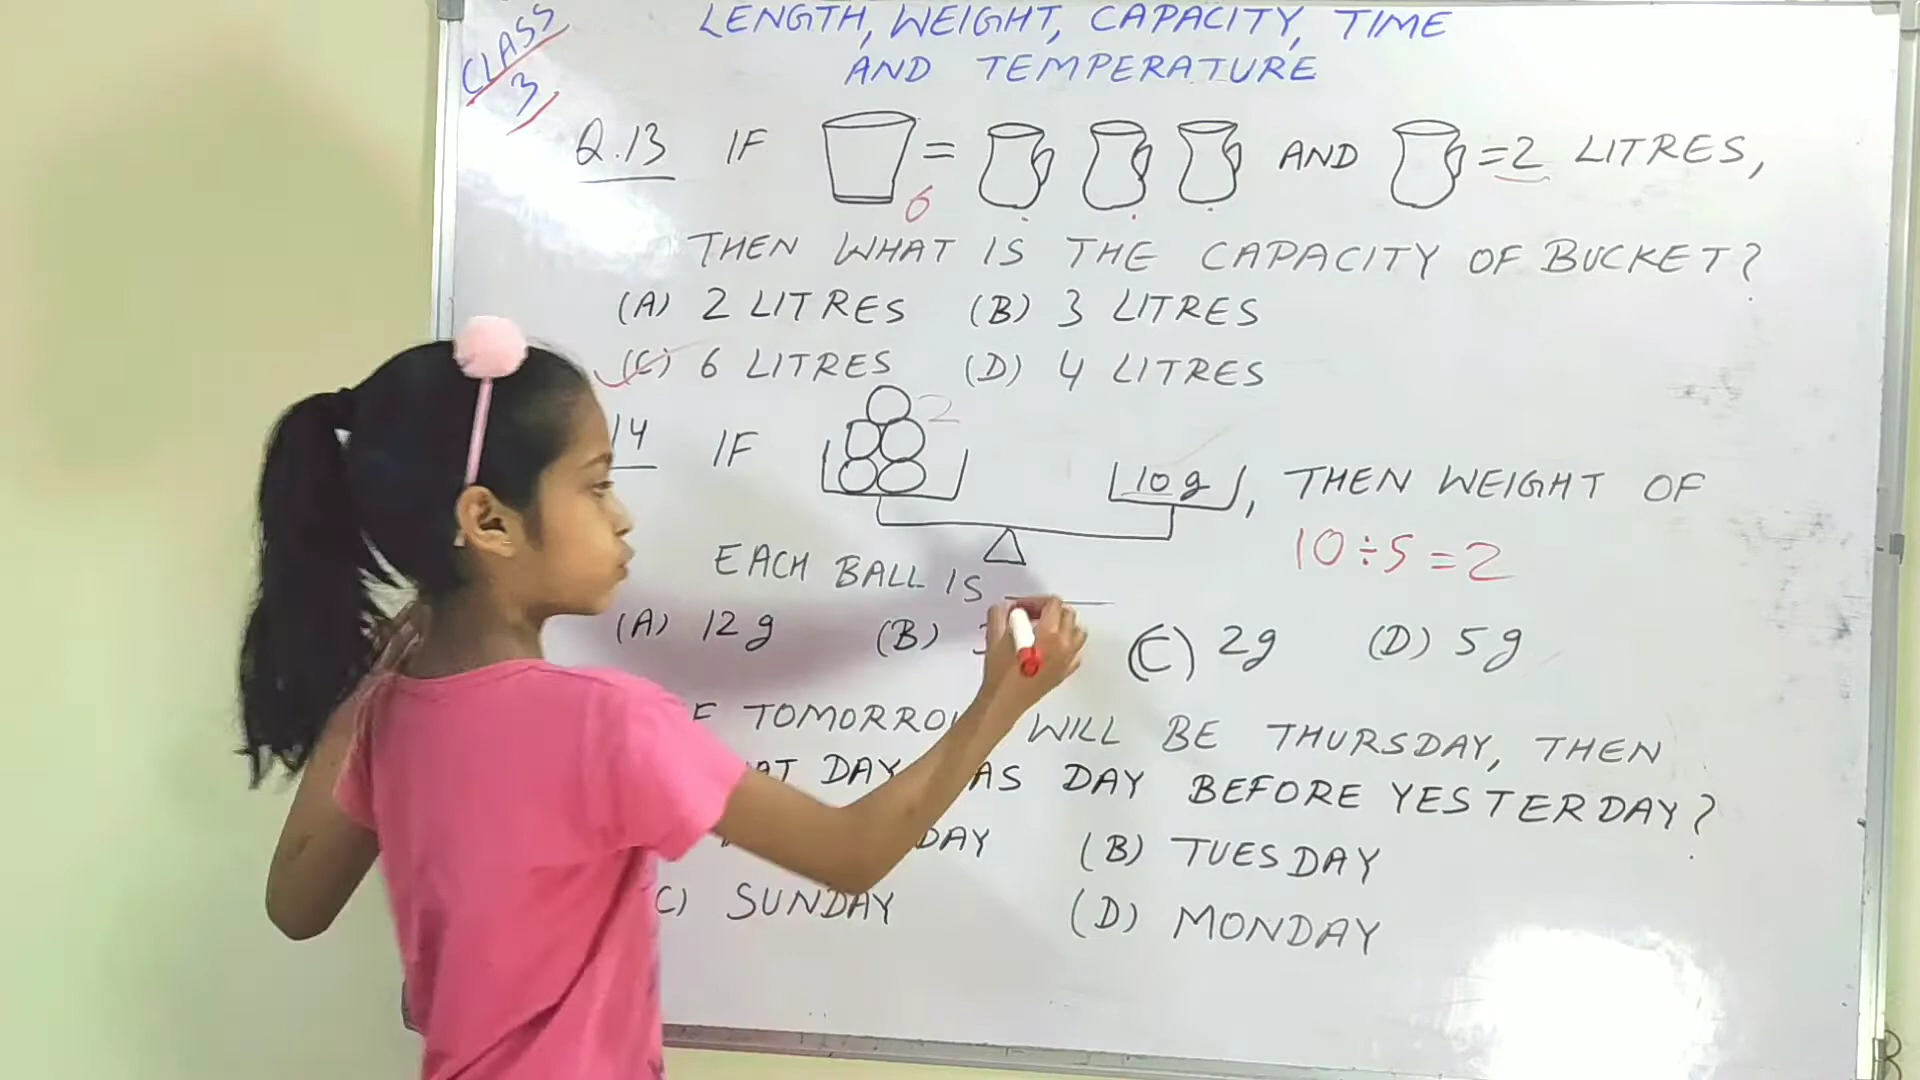 CLASS
3
LENGTH, WEIGHT, CAPACITY, TIME
AND TEMPERATURE
Q.13 IF = AND =2 LITRES,
6
THEN WHAT IS THE CAPACITY OF BUCKET?
(A) 2 LITRES (B) 3 LITRES
(C) 6 LITRES (D) 4 LITRES
2
14 IF 10g, THEN WEIGHT OF
10÷5=2
EACH BALL IS ____
(A) 12g (B) (C) 2g (D) 5g
TOMORROW WILL BE THURSDAY, THEN
DAY DAY BEFORE YESTERDAY?
(B) TUESDAY
C) SUNDAY (D) MONDAY